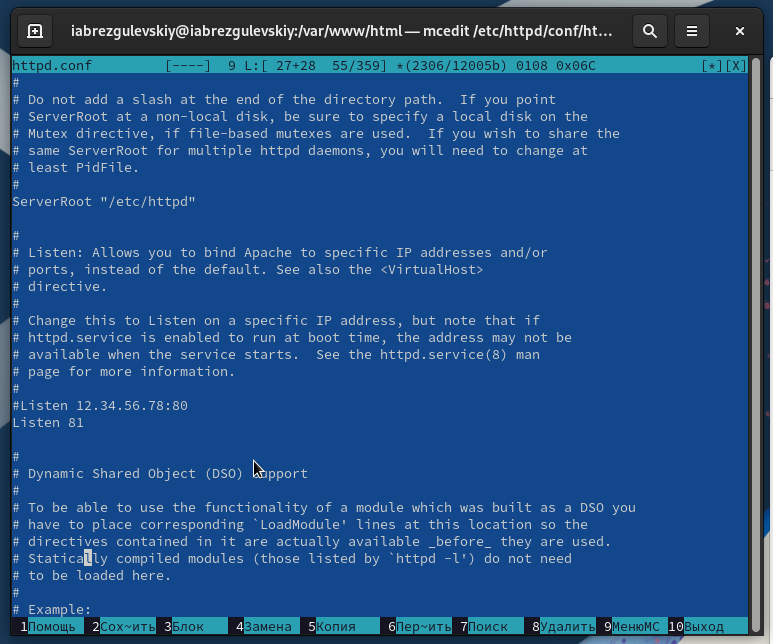 iabrezgulevskiy@iabrezgulevskiy:/var/www/html — mcedit /etc/httpd/conf/ht…
httpd.conf [----] 9 L:[ 27+28 55/359] *(2306/12005b) 0108 0x06C [*][X]
#
# Do not add a slash at the end of the directory path. If you point
# ServerRoot at a non-local disk, be sure to specify a local disk on the
# Mutex directive, if file-based mutexes are used. If you wish to share the
# same ServerRoot for multiple httpd daemons, you will need to change at
# least PidFile.
#
ServerRoot "/etc/httpd"
#
# Listen: Allows you to bind Apache to specific IP addresses and/or
# ports, instead of the default. See also the <VirtualHost>
# directive.
#
# Change this to Listen on a specific IP address, but note that if
# httpd.service is enabled to run at boot time, the address may not be
# available when the service starts. See the httpd.service(8) man
# page for more information.
#
#Listen 12.34.56.78:80
Listen 81
#
# Dynamic Shared Object (DSO) Support
#
# To be able to use the functionality of a module which was built as a DSO you
# have to place corresponding `LoadModule' lines at this location so the
# directives contained in it are actually available _before_ they are used.
# Statically compiled modules (those listed by `httpd -l') do not need
# to be loaded here.
#
# Example:
1Помощь 2Сох~ить 3Блок 4Замена 5Копия 6Пер~ить 7Поиск 8Удалить 9МенюMC 10Выход